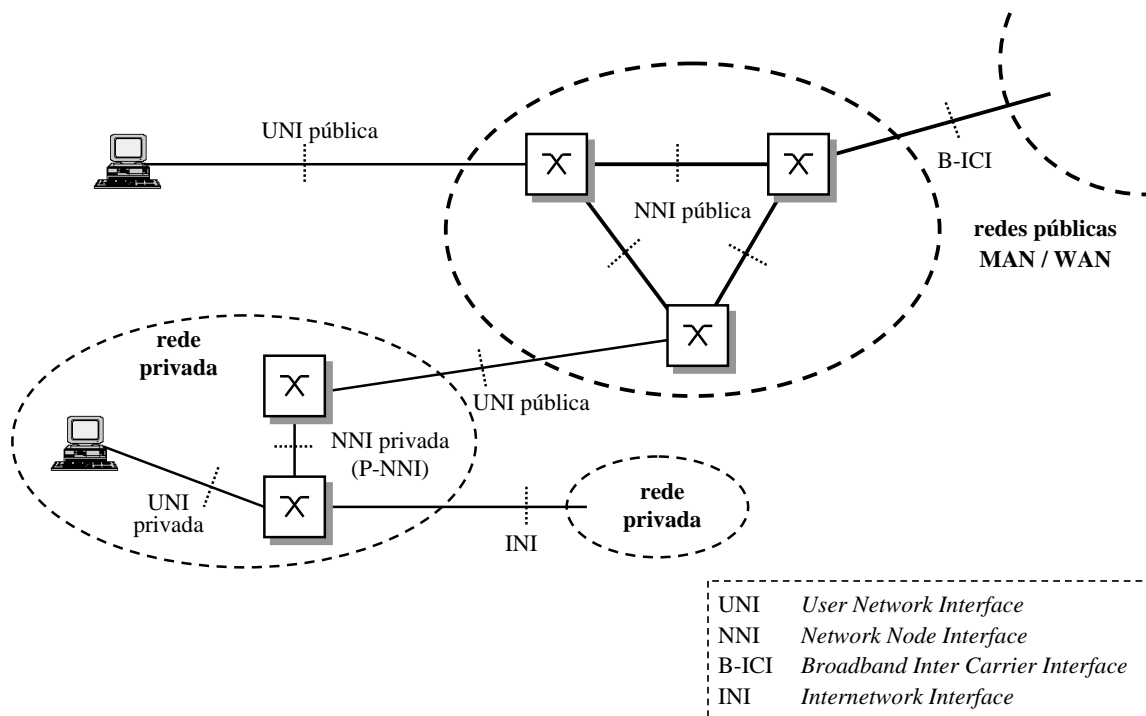 UNI pública
B-ICI
NNI pública
redes públicas
MAN / WAN
rede
privada
UNI pública
NNI privada
(P-NNI)
UNI
privada
INI
rede
privada
UNI User Network Interface
NNI Network Node Interface
B-ICI Broadband Inter Carrier Interface
INI Internetwork Interface